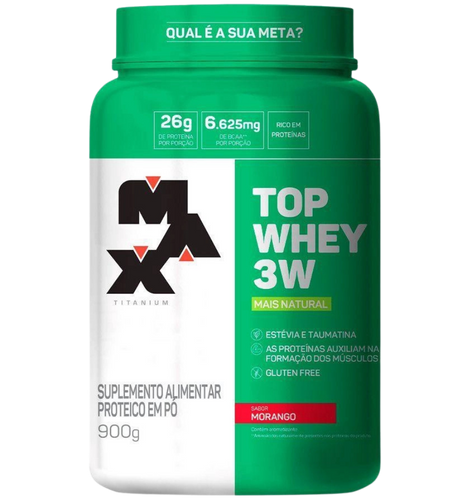 QUAL É A SUA META?
26g
DE PROTEÍNA
POR PORÇÃO
6.625mg
DE BCAA**
POR PORÇÃO
RICO EM
PROTEÍNAS
MAX
TITANIUM
TOP
WHEY
3W
MAIS NATURAL
ESTÉVIA E TAUMATINA
AS PROTEÍNAS AUXILIAM NA
FORMAÇÃO DOS MÚSCULOS
GLUTEN FREE
SUPLEMENTO ALIMENTAR
PROTEICO EM PÓ
900g
SABOR
MORANGO